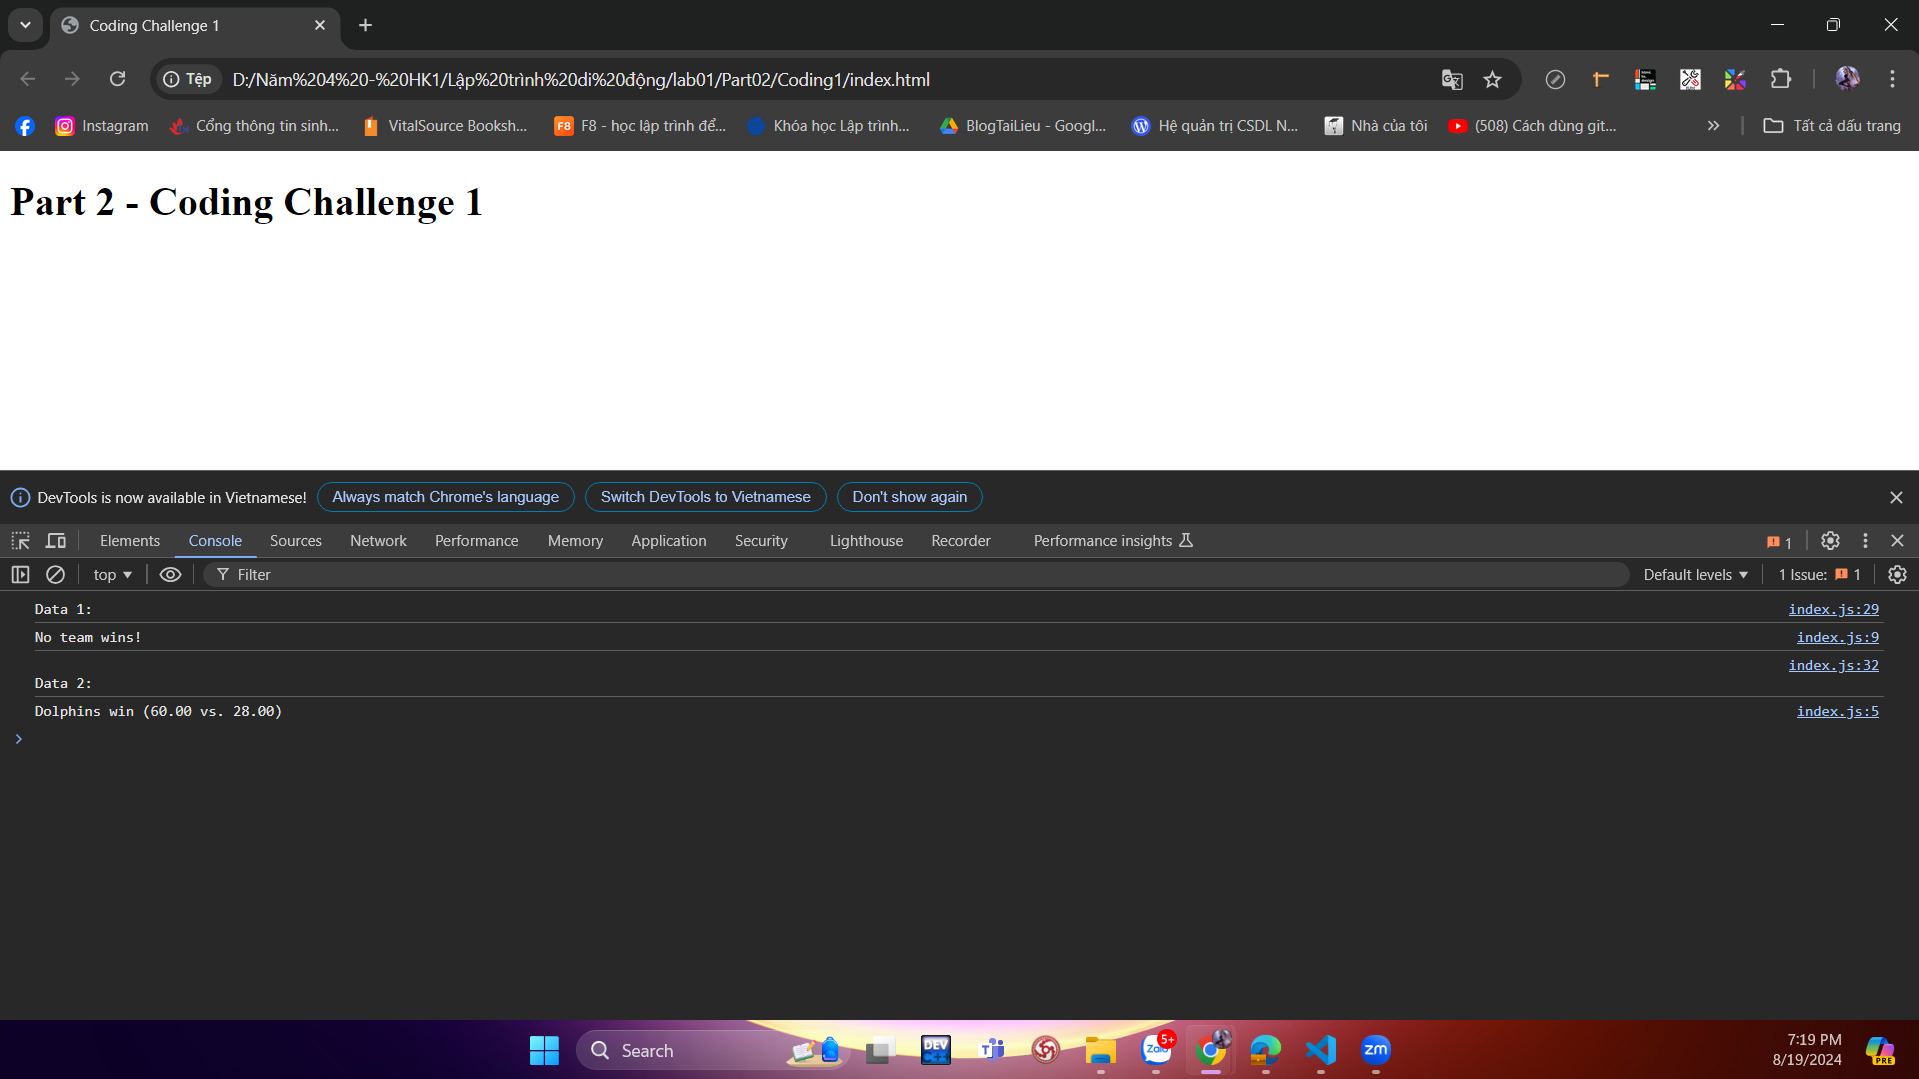 Coding Challenge 1
Tệp D:/Năm%204%20-%20HK1/Lập%20trình%20di%20động/lab01/Part02/Coding1/index.html
Instagram Cổng thông tin sinh... VitalSource Booksh... F8 F8 - học lập trình để... Khóa học Lập trình... BlogTaiLieu - Googl... Hệ quản trị CSDL N... Nhà của tôi (508) Cách dùng git... Tất cả dấu trang
Part 2 - Coding Challenge 1
DevTools is now available in Vietnamese! Always match Chrome's language Switch DevTools to Vietnamese Don't show again
Elements Console Sources Network Performance Memory Application Security Lighthouse Recorder Performance insights 1
top Filter Default levels 1 Issue: 1
Data 1: index.js:29
No team wins! index.js:9
index.js:32
Data 2:
Dolphins win (60.00 vs. 28.00) index.js:5
Search DEV C++ Zalo 5+ zm 7:19 PM
8/19/2024 PRE